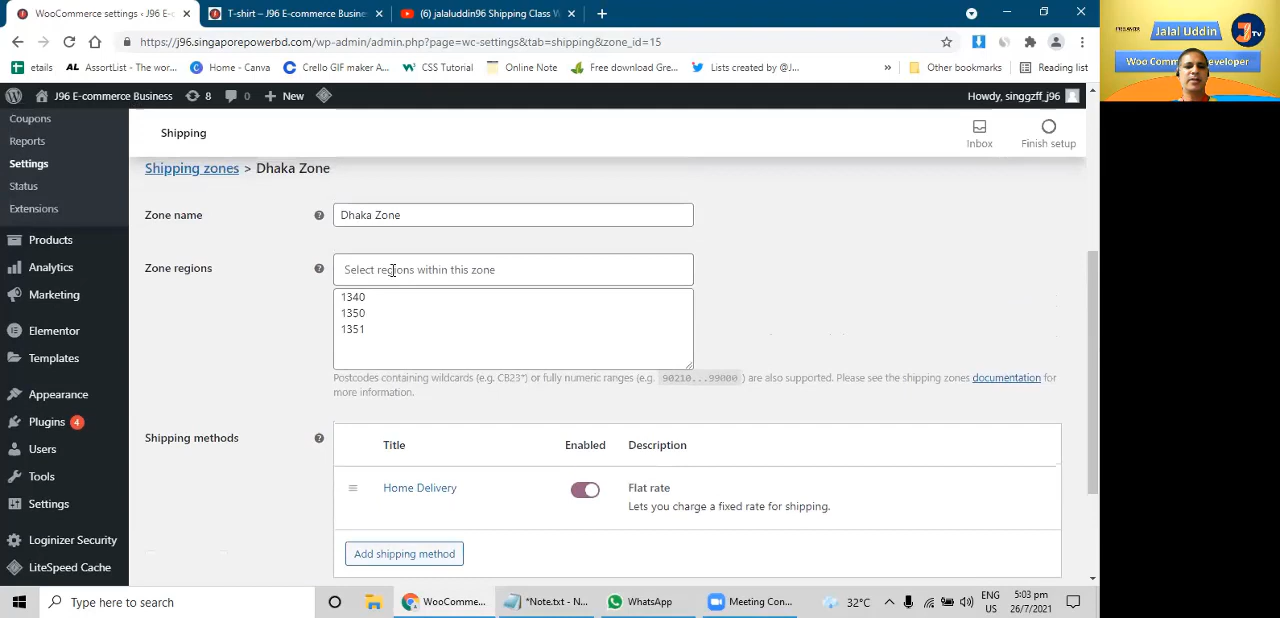 WooCommerce settings ‹ J96 E-co
T-shirt – J96 E-commerce Busine
(6) jalaluddin96 Shipping Class W
https://j96.singaporepowerbd.com/wp-admin/admin.php?page=wc-settings&tab=shipping&zone_id=15
etails
AssortList - The wor...
Home - Canva
Crello GIF maker A...
CSS Tutorial
Online Note
Free download Gre...
Lists created by @J...
Other bookmarks
Reading list
J96 E-commerce Business
8
0
New
Howdy, singgzff_j96
FREELANCER
Jalal Uddin
TV
Woo Commerce Developer
Coupons
Reports
Settings
Status
Extensions
Products
Analytics
Marketing
Elementor
Templates
Appearance
Plugins 4
Users
Tools
Settings
Loginizer Security
LiteSpeed Cache
Shipping
Inbox
Finish setup
Shipping zones > Dhaka Zone
Zone name
Dhaka Zone
Zone regions
Select regions within this zone
1340
1350
1351
Postcodes containing wildcards (e.g. CB23*) or fully numeric ranges (e.g. 90210...99000 ) are also supported. Please see the shipping zones documentation for
more information.
Shipping methods
Title
Enabled
Description
Home Delivery
Flat rate
Lets you charge a fixed rate for shipping.
Add shipping method
Type here to search
WooComme...
*Note.txt - N...
WhatsApp
Meeting Con...
32°C
ENG
US
5:03 pm
26/7/2021